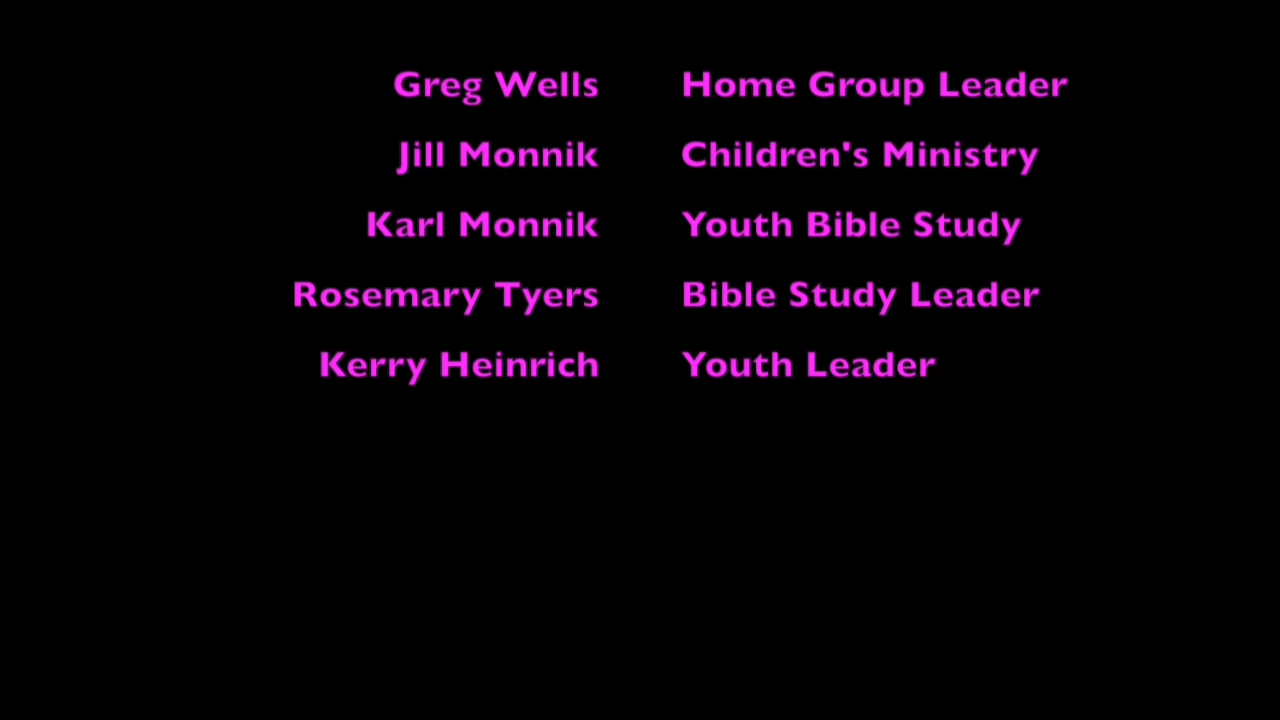 Greg Wells Home Group Leader
Jill Monnik Children's Ministry
Karl Monnik Youth Bible Study
Rosemary Tyers Bible Study Leader
Kerry Heinrich Youth Leader